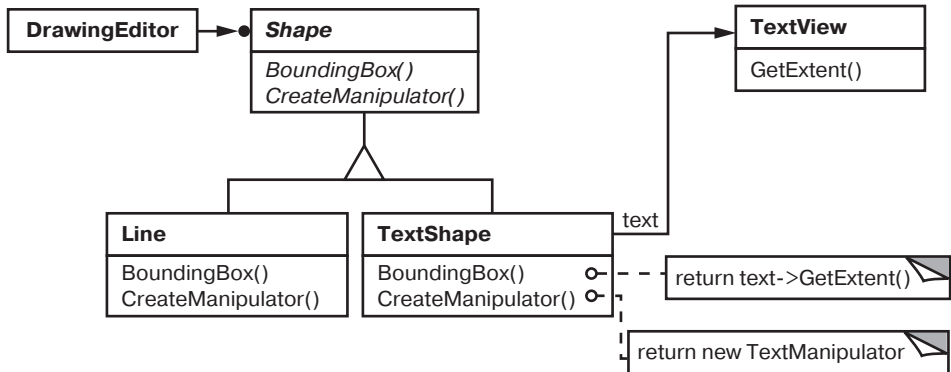 DrawingEditor
Shape
BoundingBox()
CreateManipulator()
TextView
GetExtent()
Line
BoundingBox()
CreateManipulator()
TextShape
BoundingBox()
CreateManipulator()
text
return text->GetExtent()
return new TextManipulator